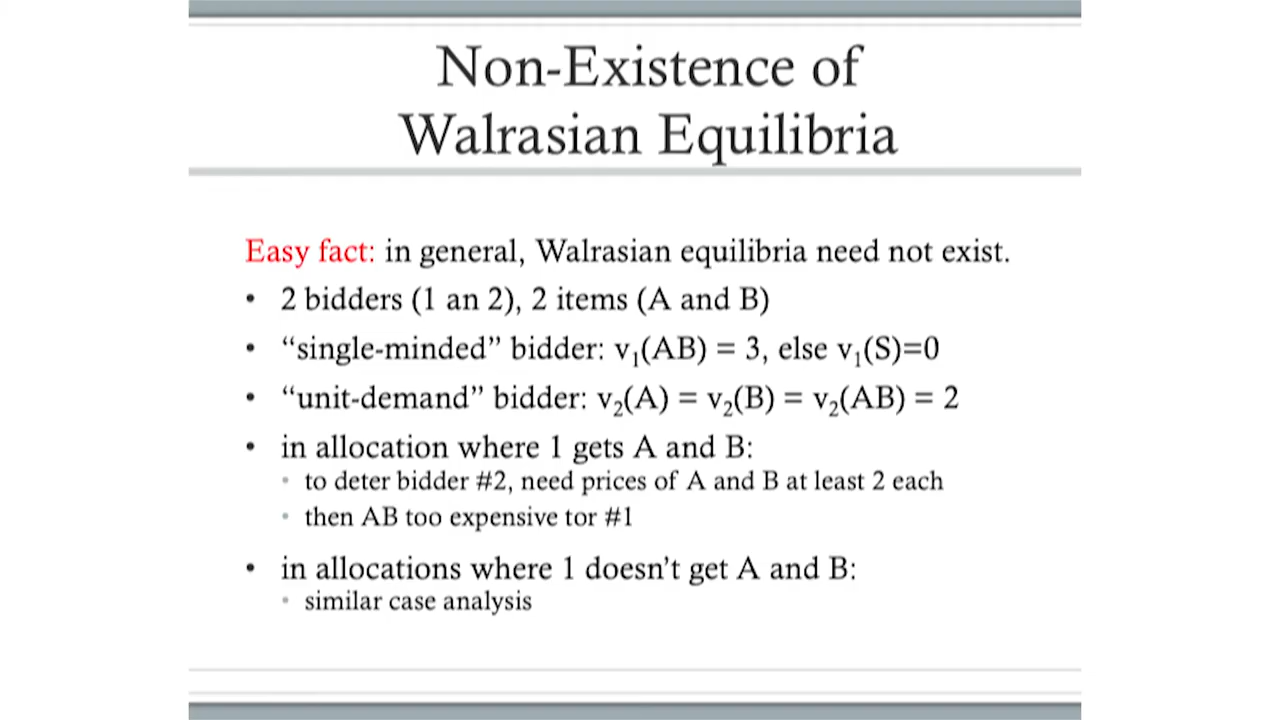 Non-Existence of
Walrasian Equilibria
Easy fact: in general, Walrasian equilibria need not exist.
• 2 bidders (1 an 2), 2 items (A and B)
• “single-minded” bidder: v₁(AB) = 3, else v₁(S)=0
• “unit-demand” bidder: v₂(A) = v₂(B) = v₂(AB) = 2
• in allocation where 1 gets A and B:
• to deter bidder #2, need prices of A and B at least 2 each
• then AB too expensive tor #1
• in allocations where 1 doesn’t get A and B:
• similar case analysis